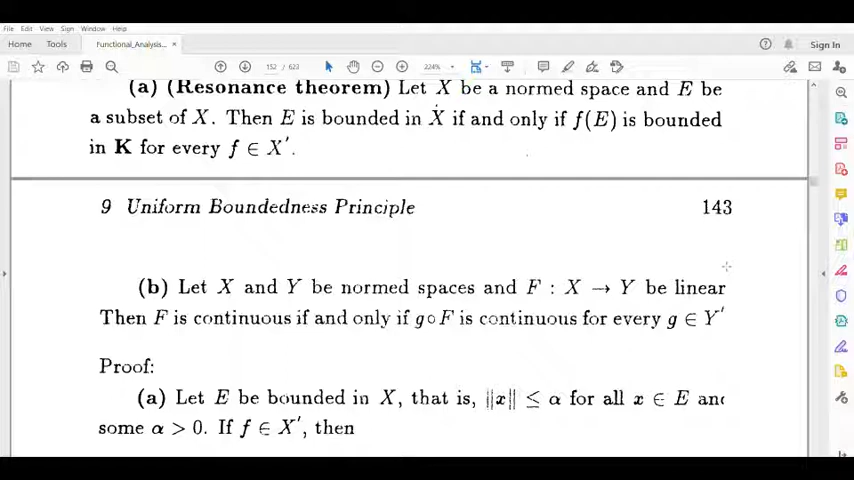 File Edit View Sign Window Help
Home Tools Functional_Analysis... × Sign In
152 / 623 224%
(a) (Resonance theorem) Let X be a normed space and E be
a subset of X. Then E is bounded in X if and only if f(E) is bounded
in K for every f ∈ X′.
9 Uniform Boundedness Principle 143
(b) Let X and Y be normed spaces and F : X → Y be linear
Then F is continuous if and only if g∘F is continuous for every g ∈ Y′
Proof:
(a) Let E be bounded in X, that is, ||x|| ≤ α for all x ∈ E and
some α > 0. If f ∈ X′, then